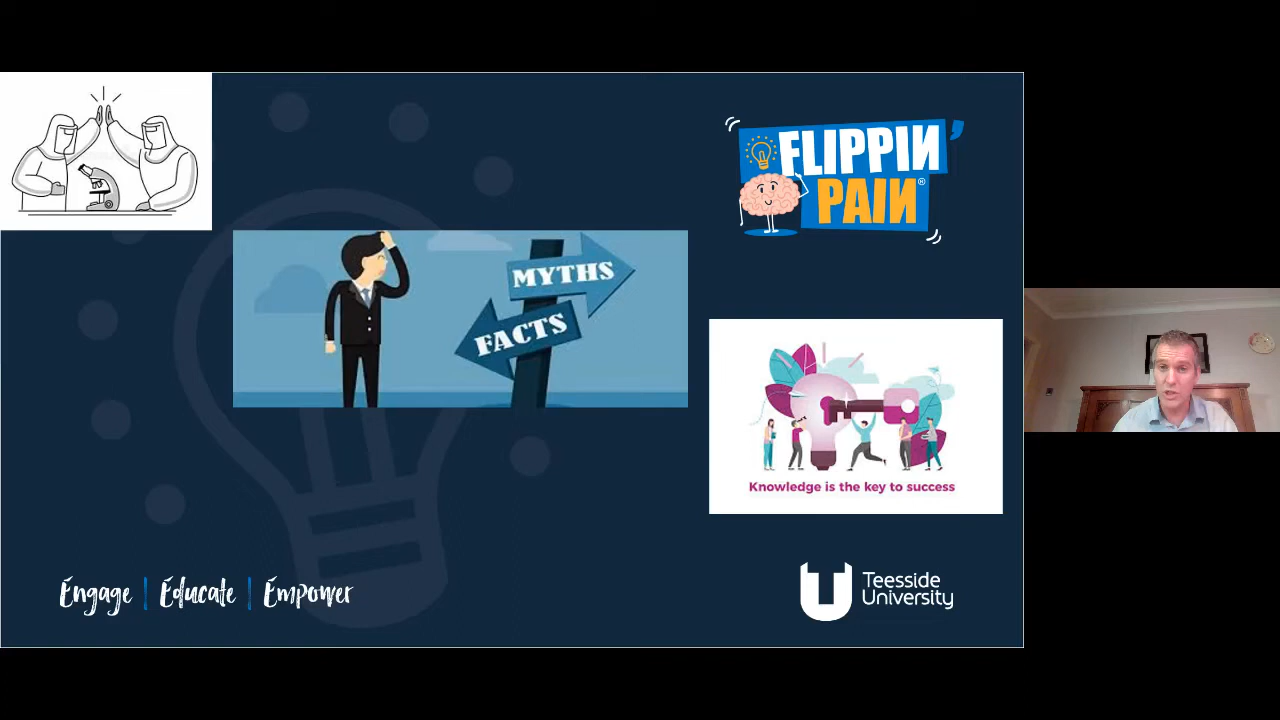 FLIPPIN'
PAIN®
MYTHS
FACTS
Knowledge is the key to success
Engage | Educate | Empower
Teesside
University